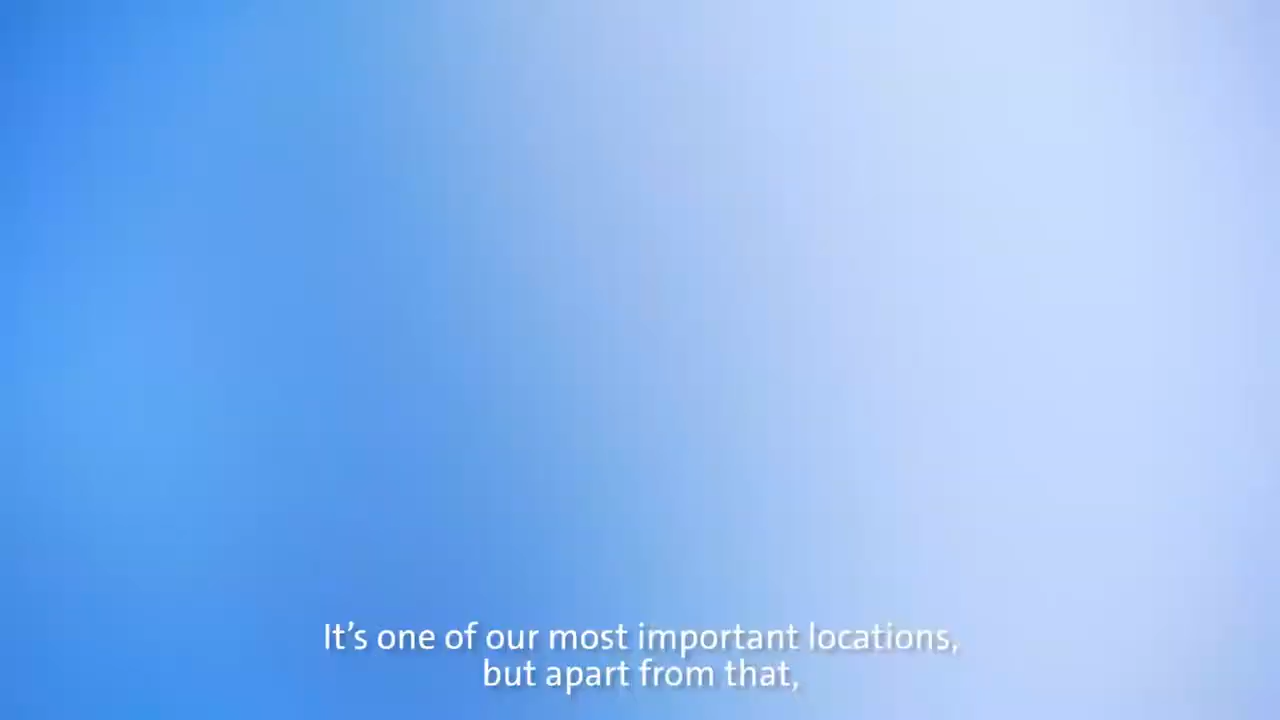 It’s one of our most important locations,
but apart from that,